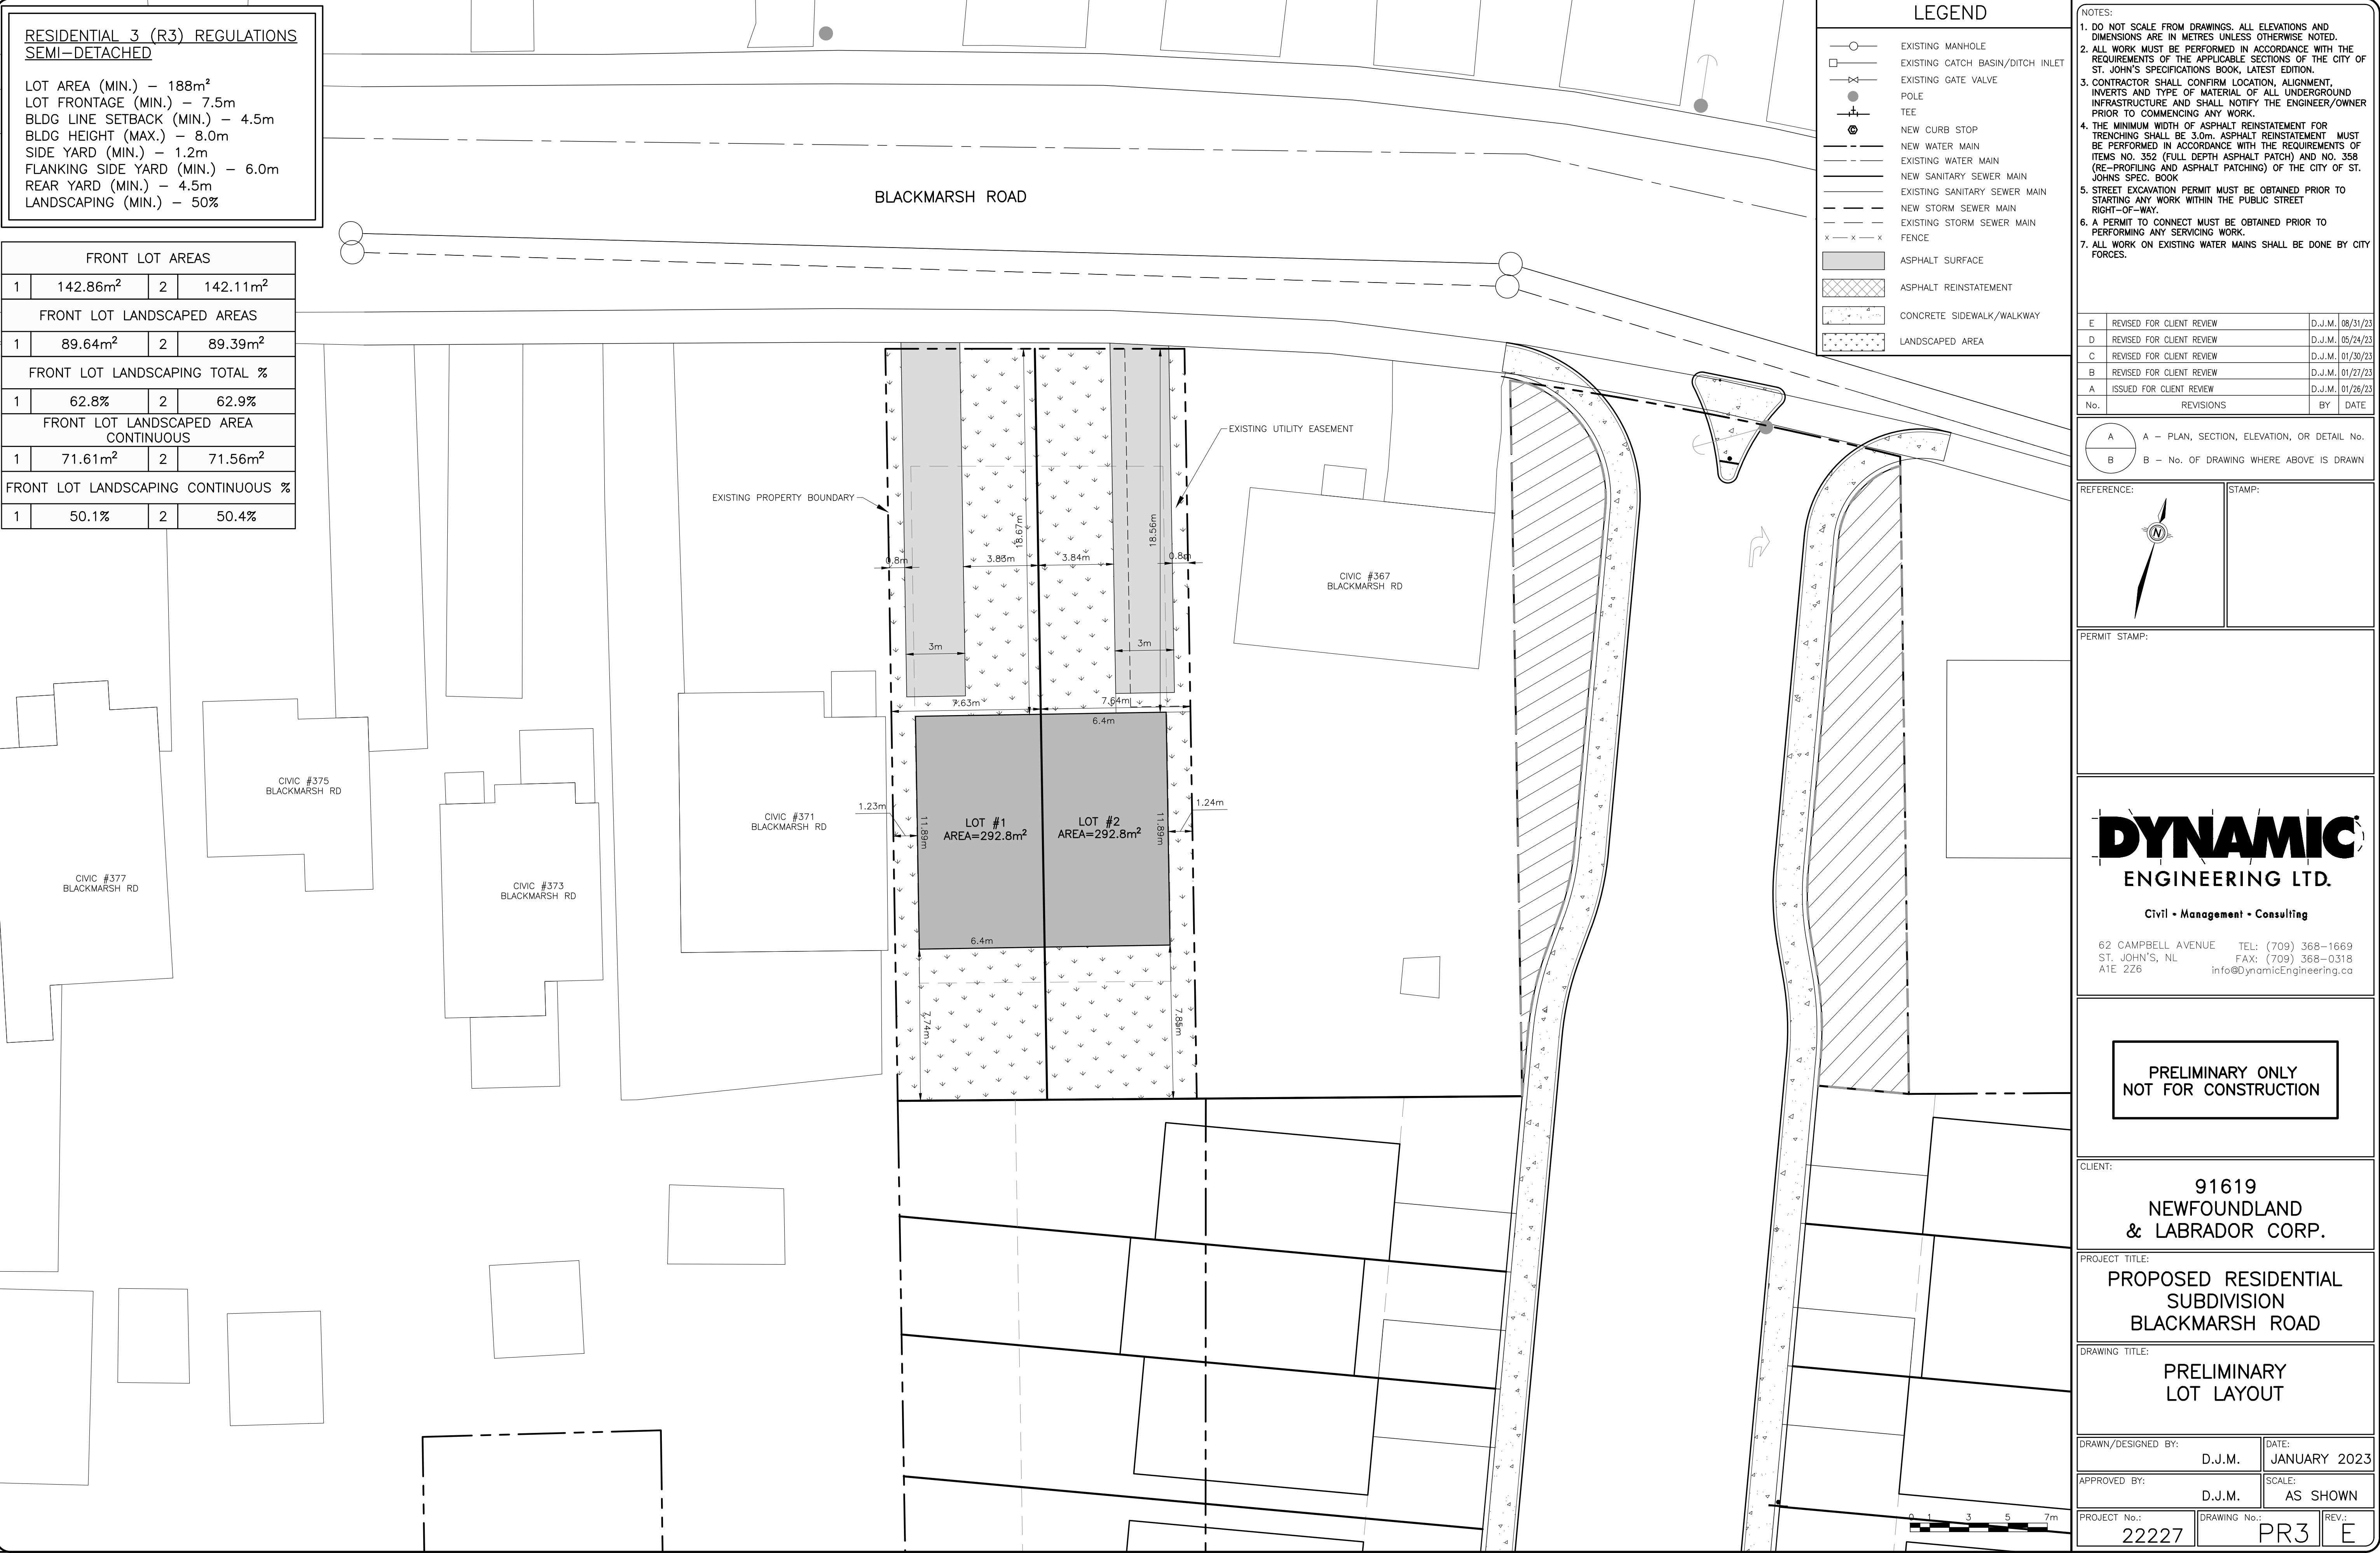 RESIDENTIAL 3 (R3) REGULATIONS
SEMI-DETACHED
LOT AREA (MIN.) – 188m²
LOT FRONTAGE (MIN.) – 7.5m
BLDG LINE SETBACK (MIN.) – 4.5m
BLDG HEIGHT (MAX.) – 8.0m
SIDE YARD (MIN.) – 1.2m
FLANKING SIDE YARD (MIN.) – 6.0m
REAR YARD (MIN.) – 4.5m
LANDSCAPING (MIN.) – 50%
FRONT LOT AREAS
1 142.86m² 2 142.11m²
FRONT LOT LANDSCAPED AREAS
1 89.64m² 2 89.39m²
FRONT LOT LANDSCAPING TOTAL %
1 62.8% 2 62.9%
FRONT LOT LANDSCAPED AREA
CONTINUOUS
1 71.61m² 2 71.56m²
FRONT LOT LANDSCAPING CONTINUOUS %
1 50.1% 2 50.4%
BLACKMARSH ROAD
EXISTING UTILITY EASEMENT
EXISTING PROPERTY BOUNDARY
18.67m
18.56m
0.8m
3.83m
3.84m
0.8m
3m
3m
7.63m
7.64m
6.4m
1.23m
1.24m
11.89m
LOT #1
AREA=292.8m²
LOT #2
AREA=292.8m²
11.89m
6.4m
7.74m
7.85m
CIVIC #367
BLACKMARSH RD
CIVIC #371
BLACKMARSH RD
CIVIC #373
BLACKMARSH RD
CIVIC #375
BLACKMARSH RD
CIVIC #377
BLACKMARSH RD
0 1 3 5 7m
LEGEND
EXISTING MANHOLE
EXISTING CATCH BASIN/DITCH INLET
EXISTING GATE VALVE
POLE
TEE
NEW CURB STOP
NEW WATER MAIN
EXISTING WATER MAIN
NEW SANITARY SEWER MAIN
EXISTING SANITARY SEWER MAIN
NEW STORM SEWER MAIN
EXISTING STORM SEWER MAIN
FENCE
ASPHALT SURFACE
ASPHALT REINSTATEMENT
CONCRETE SIDEWALK/WALKWAY
LANDSCAPED AREA
NOTES:
1. DO NOT SCALE FROM DRAWINGS. ALL ELEVATIONS AND
DIMENSIONS ARE IN METRES UNLESS OTHERWISE NOTED.
2. ALL WORK MUST BE PERFORMED IN ACCORDANCE WITH THE
REQUIREMENTS OF THE APPLICABLE SECTIONS OF THE CITY OF
ST. JOHN'S SPECIFICATIONS BOOK, LATEST EDITION.
3. CONTRACTOR SHALL CONFIRM LOCATION, ALIGNMENT,
INVERTS AND TYPE OF MATERIAL OF ALL UNDERGROUND
INFRASTRUCTURE AND SHALL NOTIFY THE ENGINEER/OWNER
PRIOR TO COMMENCING ANY WORK.
4. THE MINIMUM WIDTH OF ASPHALT REINSTATEMENT FOR
TRENCHING SHALL BE 3.0m. ASPHALT REINSTATEMENT MUST
BE PERFORMED IN ACCORDANCE WITH THE REQUIREMENTS OF
ITEMS NO. 352 (FULL DEPTH ASPHALT PATCH) AND NO. 358
(RE-PROFILING AND ASPHALT PATCHING) OF THE CITY OF ST.
JOHNS SPEC. BOOK
5. STREET EXCAVATION PERMIT MUST BE OBTAINED PRIOR TO
STARTING ANY WORK WITHIN THE PUBLIC STREET
RIGHT-OF-WAY.
6. A PERMIT TO CONNECT MUST BE OBTAINED PRIOR TO
PERFORMING ANY SERVICING WORK.
7. ALL WORK ON EXISTING WATER MAINS SHALL BE DONE BY CITY
FORCES.
E REVISED FOR CLIENT REVIEW D.J.M. 08/31/23
D REVISED FOR CLIENT REVIEW D.J.M. 05/24/23
C REVISED FOR CLIENT REVIEW D.J.M. 01/30/23
B REVISED FOR CLIENT REVIEW D.J.M. 01/27/23
A ISSUED FOR CLIENT REVIEW D.J.M. 01/26/23
No. REVISIONS BY DATE
A A – PLAN, SECTION, ELEVATION, OR DETAIL No.
B B – No. OF DRAWING WHERE ABOVE IS DRAWN
REFERENCE: STAMP:
N
PERMIT STAMP:
DYNAMIC
ENGINEERING LTD.
Civil • Management • Consulting
62 CAMPBELL AVENUE TEL: (709) 368-1669
ST. JOHN'S, NL FAX: (709) 368-0318
A1E 2Z6 info@DynamicEngineering.ca
PRELIMINARY ONLY
NOT FOR CONSTRUCTION
CLIENT:
91619
NEWFOUNDLAND
& LABRADOR CORP.
PROJECT TITLE:
PROPOSED RESIDENTIAL
SUBDIVISION
BLACKMARSH ROAD
DRAWING TITLE:
PRELIMINARY
LOT LAYOUT
DRAWN/DESIGNED BY: D.J.M.
DATE: JANUARY 2023
APPROVED BY: D.J.M.
SCALE: AS SHOWN
PROJECT No.: 22227
DRAWING No.: PR3
REV.: E